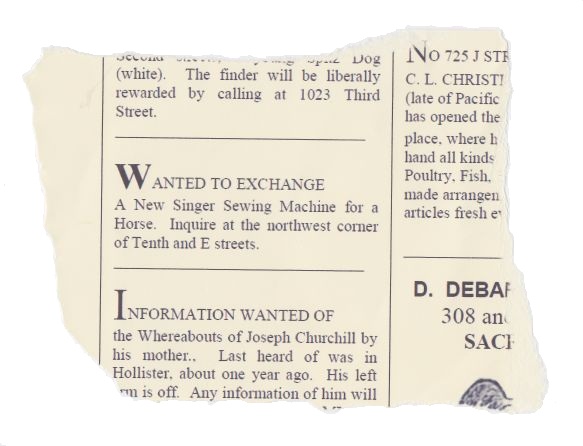 Dog
(white). The finder will be liberally
rewarded by calling at 1023 Third
Street.
WANTED TO EXCHANGE
A New Singer Sewing Machine for a
Horse. Inquire at the northwest corner
of Tenth and E streets.
INFORMATION WANTED OF
the Whereabouts of Joseph Churchill by
his mother.. Last heard of was in
Hollister, about one year ago. His left
is off. Any information of him will
NO 725 J
C. L.
(late of Pacific
has opened the
place, where
hand all kinds
Poultry, Fish,
made
articles fresh
D.
308